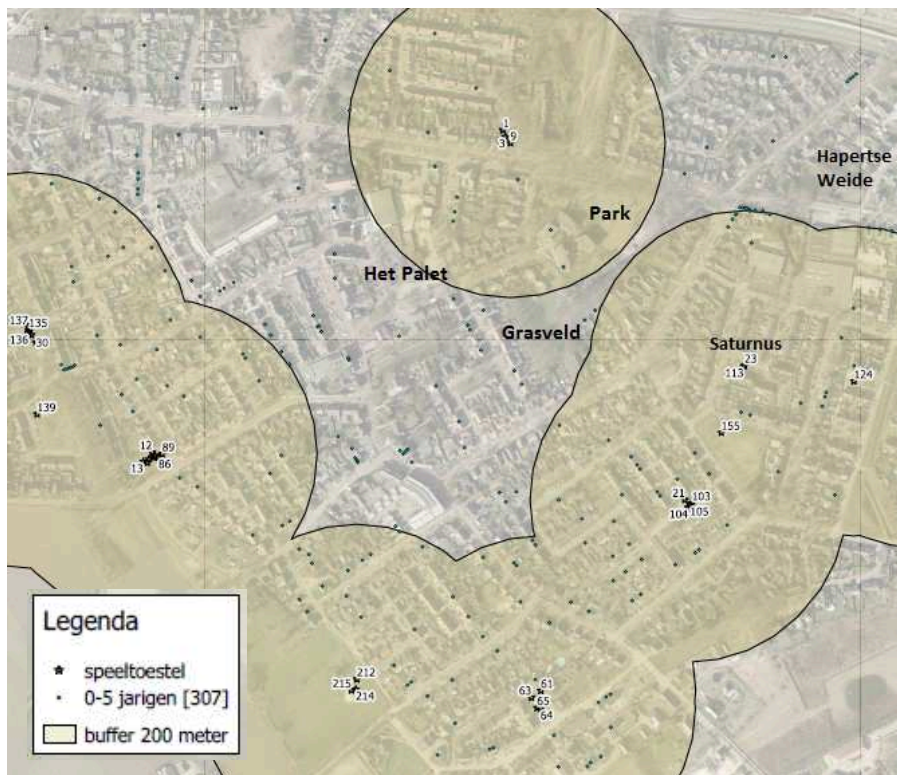 1
9
3
Hapertse
Weide
Park
Het Palet
Grasveld
Saturnus
23
113
124
137
135
136
30
139
155
12
89
13
86
21
103
104
105
212
215
214
61
63
65
64
Legenda
speeltoestel
0-5 jarigen [307]
buffer 200 meter